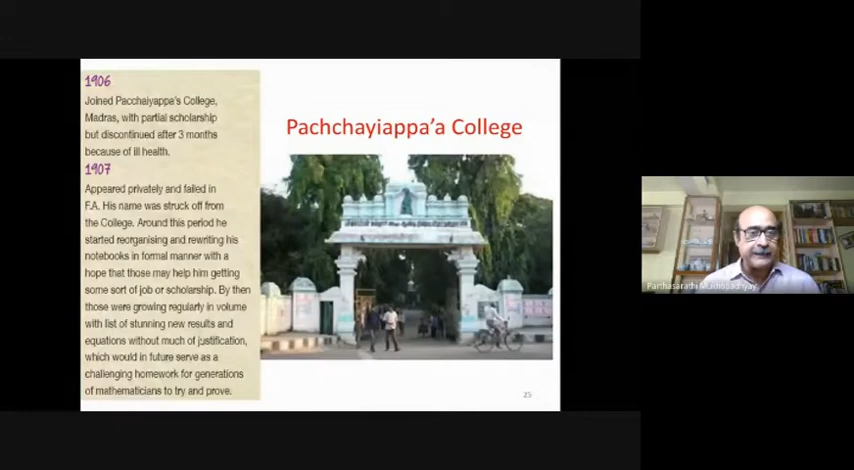 1906
Joined Pacchaiyappa's College,
Madras, with partial scholarship
but discontinued after 3 months
because of ill health.
1907
Appeared privately and failed in
F.A. His name was struck off from
the College. Around this period he
started reorganising and rewriting his
notebooks in formal manner with a
hope that those may help him getting
some sort of job or scholarship. By then
those were growing regularly in volume
with list of stunning new results and
equations without much of justification,
which would in future serve as a
challenging homework for generations
of mathematicians to try and prove.
Pachchayiappa'a College
25
Parthasarathi Mukhopadhyay